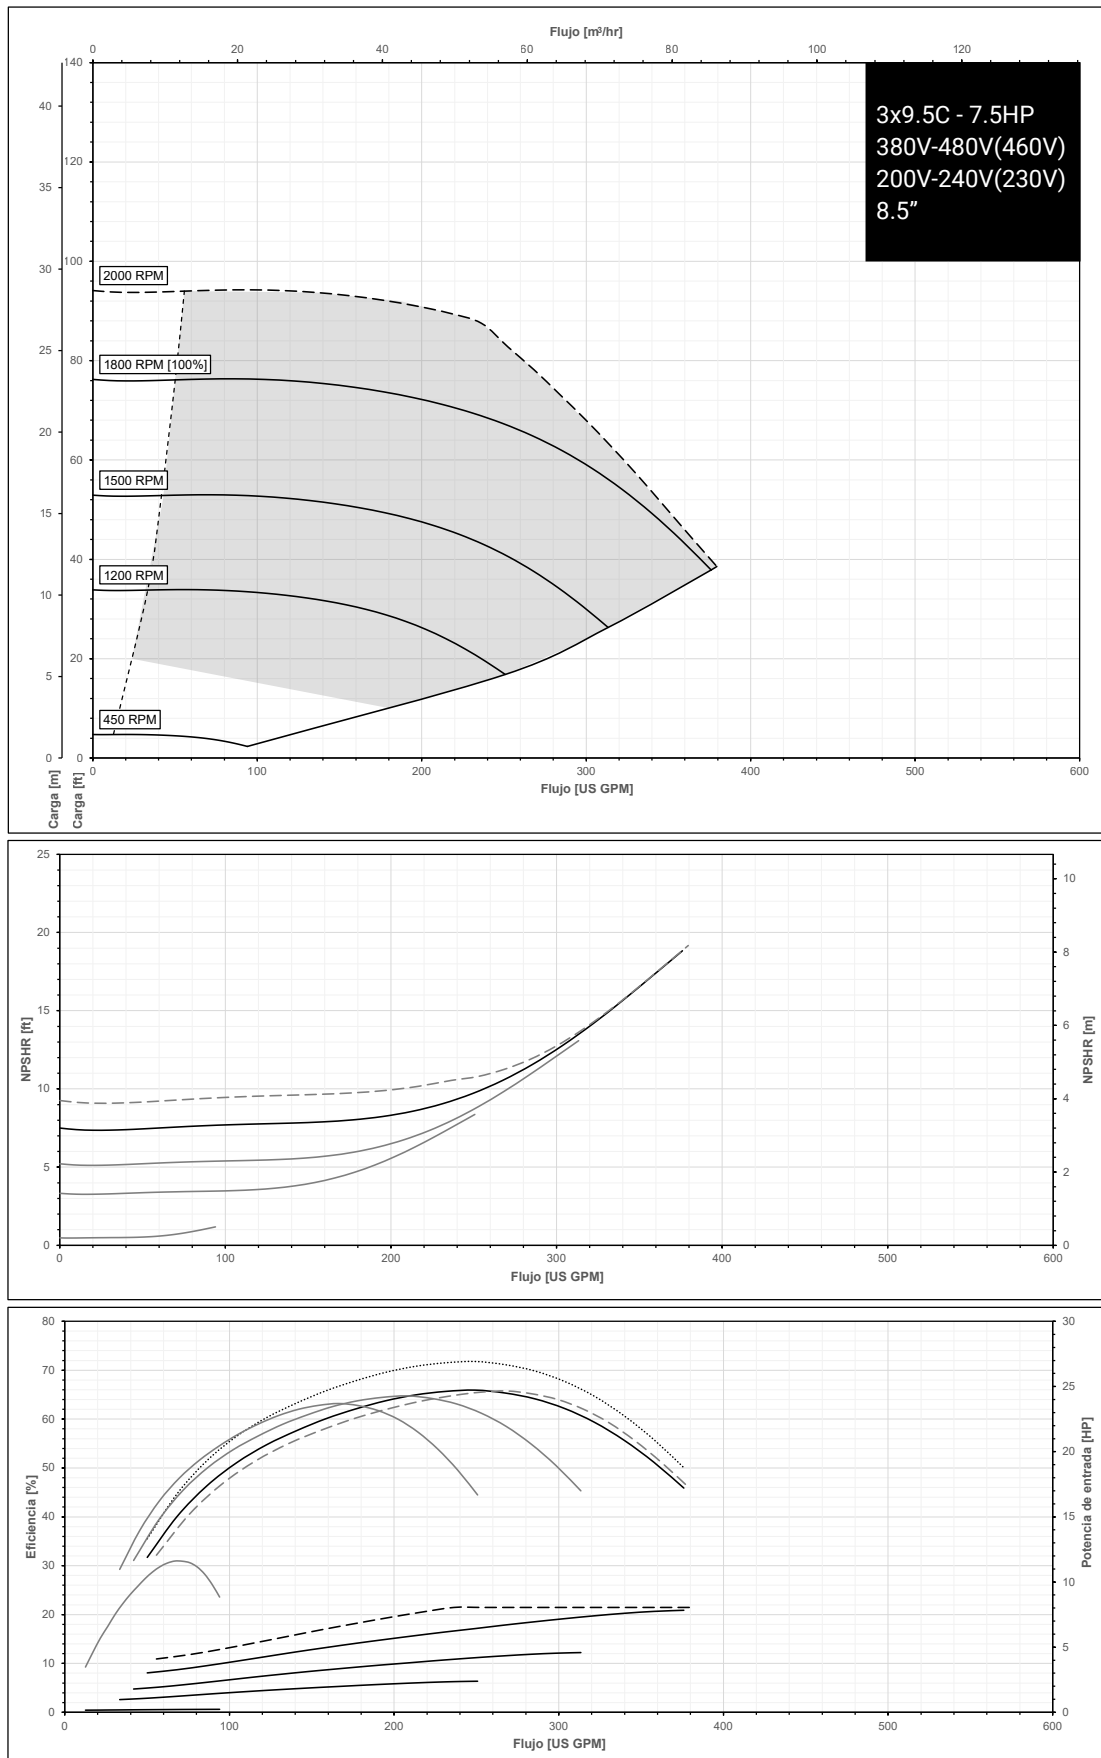 Flujo [m³/hr]
0 20 40 60 80 100 120
3x9.5C - 7.5HP
380V-480V(460V)
200V-240V(230V)
8.5”
40
35
30
25
20
15
10
5
0
140
120
100
80
60
40
20
0
2000 RPM
1800 RPM [100%]
1500 RPM
1200 RPM
450 RPM
0 100 200 300 400 500 600
Flujo [US GPM]
Carga [m]
Carga [ft]
25
20
15
10
5
0
NPSHR [ft]
10
8
6
4
2
0
NPSHR [m]
0 100 200 300 400 500 600
Flujo [US GPM]
80
70
60
50
40
30
20
10
0
Eficiencia [%]
30
25
20
15
10
5
0
Potencia de entrada [HP]
0 100 200 300 400 500 600
Flujo [US GPM]